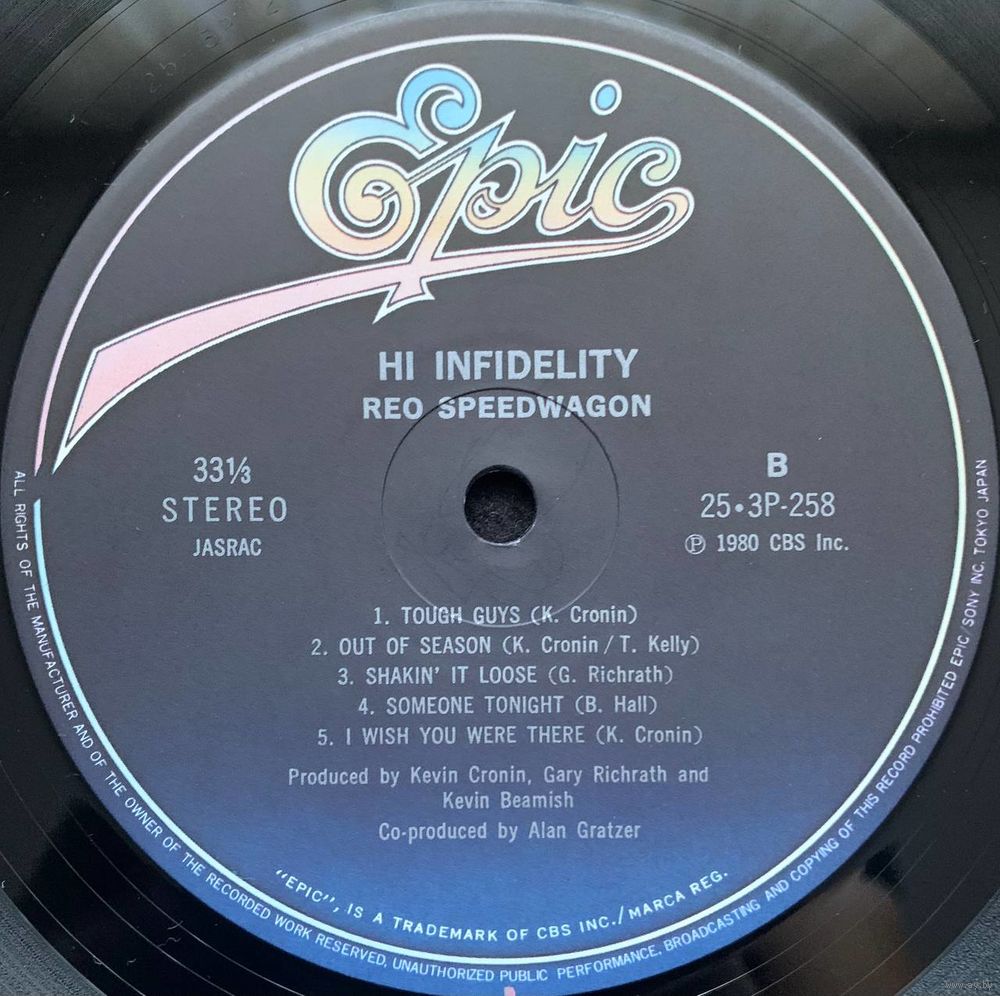 Epic
HI INFIDELITY
REO SPEEDWAGON
33⅓
STEREO
JASRAC
B
25•3P-258
Ⓟ 1980 CBS Inc.
1. TOUGH GUYS (K. Cronin)
2. OUT OF SEASON (K. Cronin / T. Kelly)
3. SHAKIN' IT LOOSE (G. Richrath)
4. SOMEONE TONIGHT (B. Hall)
5. I WISH YOU WERE THERE (K. Cronin)
Produced by Kevin Cronin, Gary Richrath and
Kevin Beamish
Co-produced by Alan Gratzer
"EPIC", IS A TRADEMARK OF CBS INC./MARCA REG.
ALL RIGHTS OF THE MANUFACTURER AND OF THE OWNER OF THE RECORDED WORK RESERVED, UNAUTHORIZED PUBLIC PERFORMANCE, BROADCASTING AND COPYING OF THIS RECORD PROHIBITED EPIC/SONY INC. TOKYO JAPAN